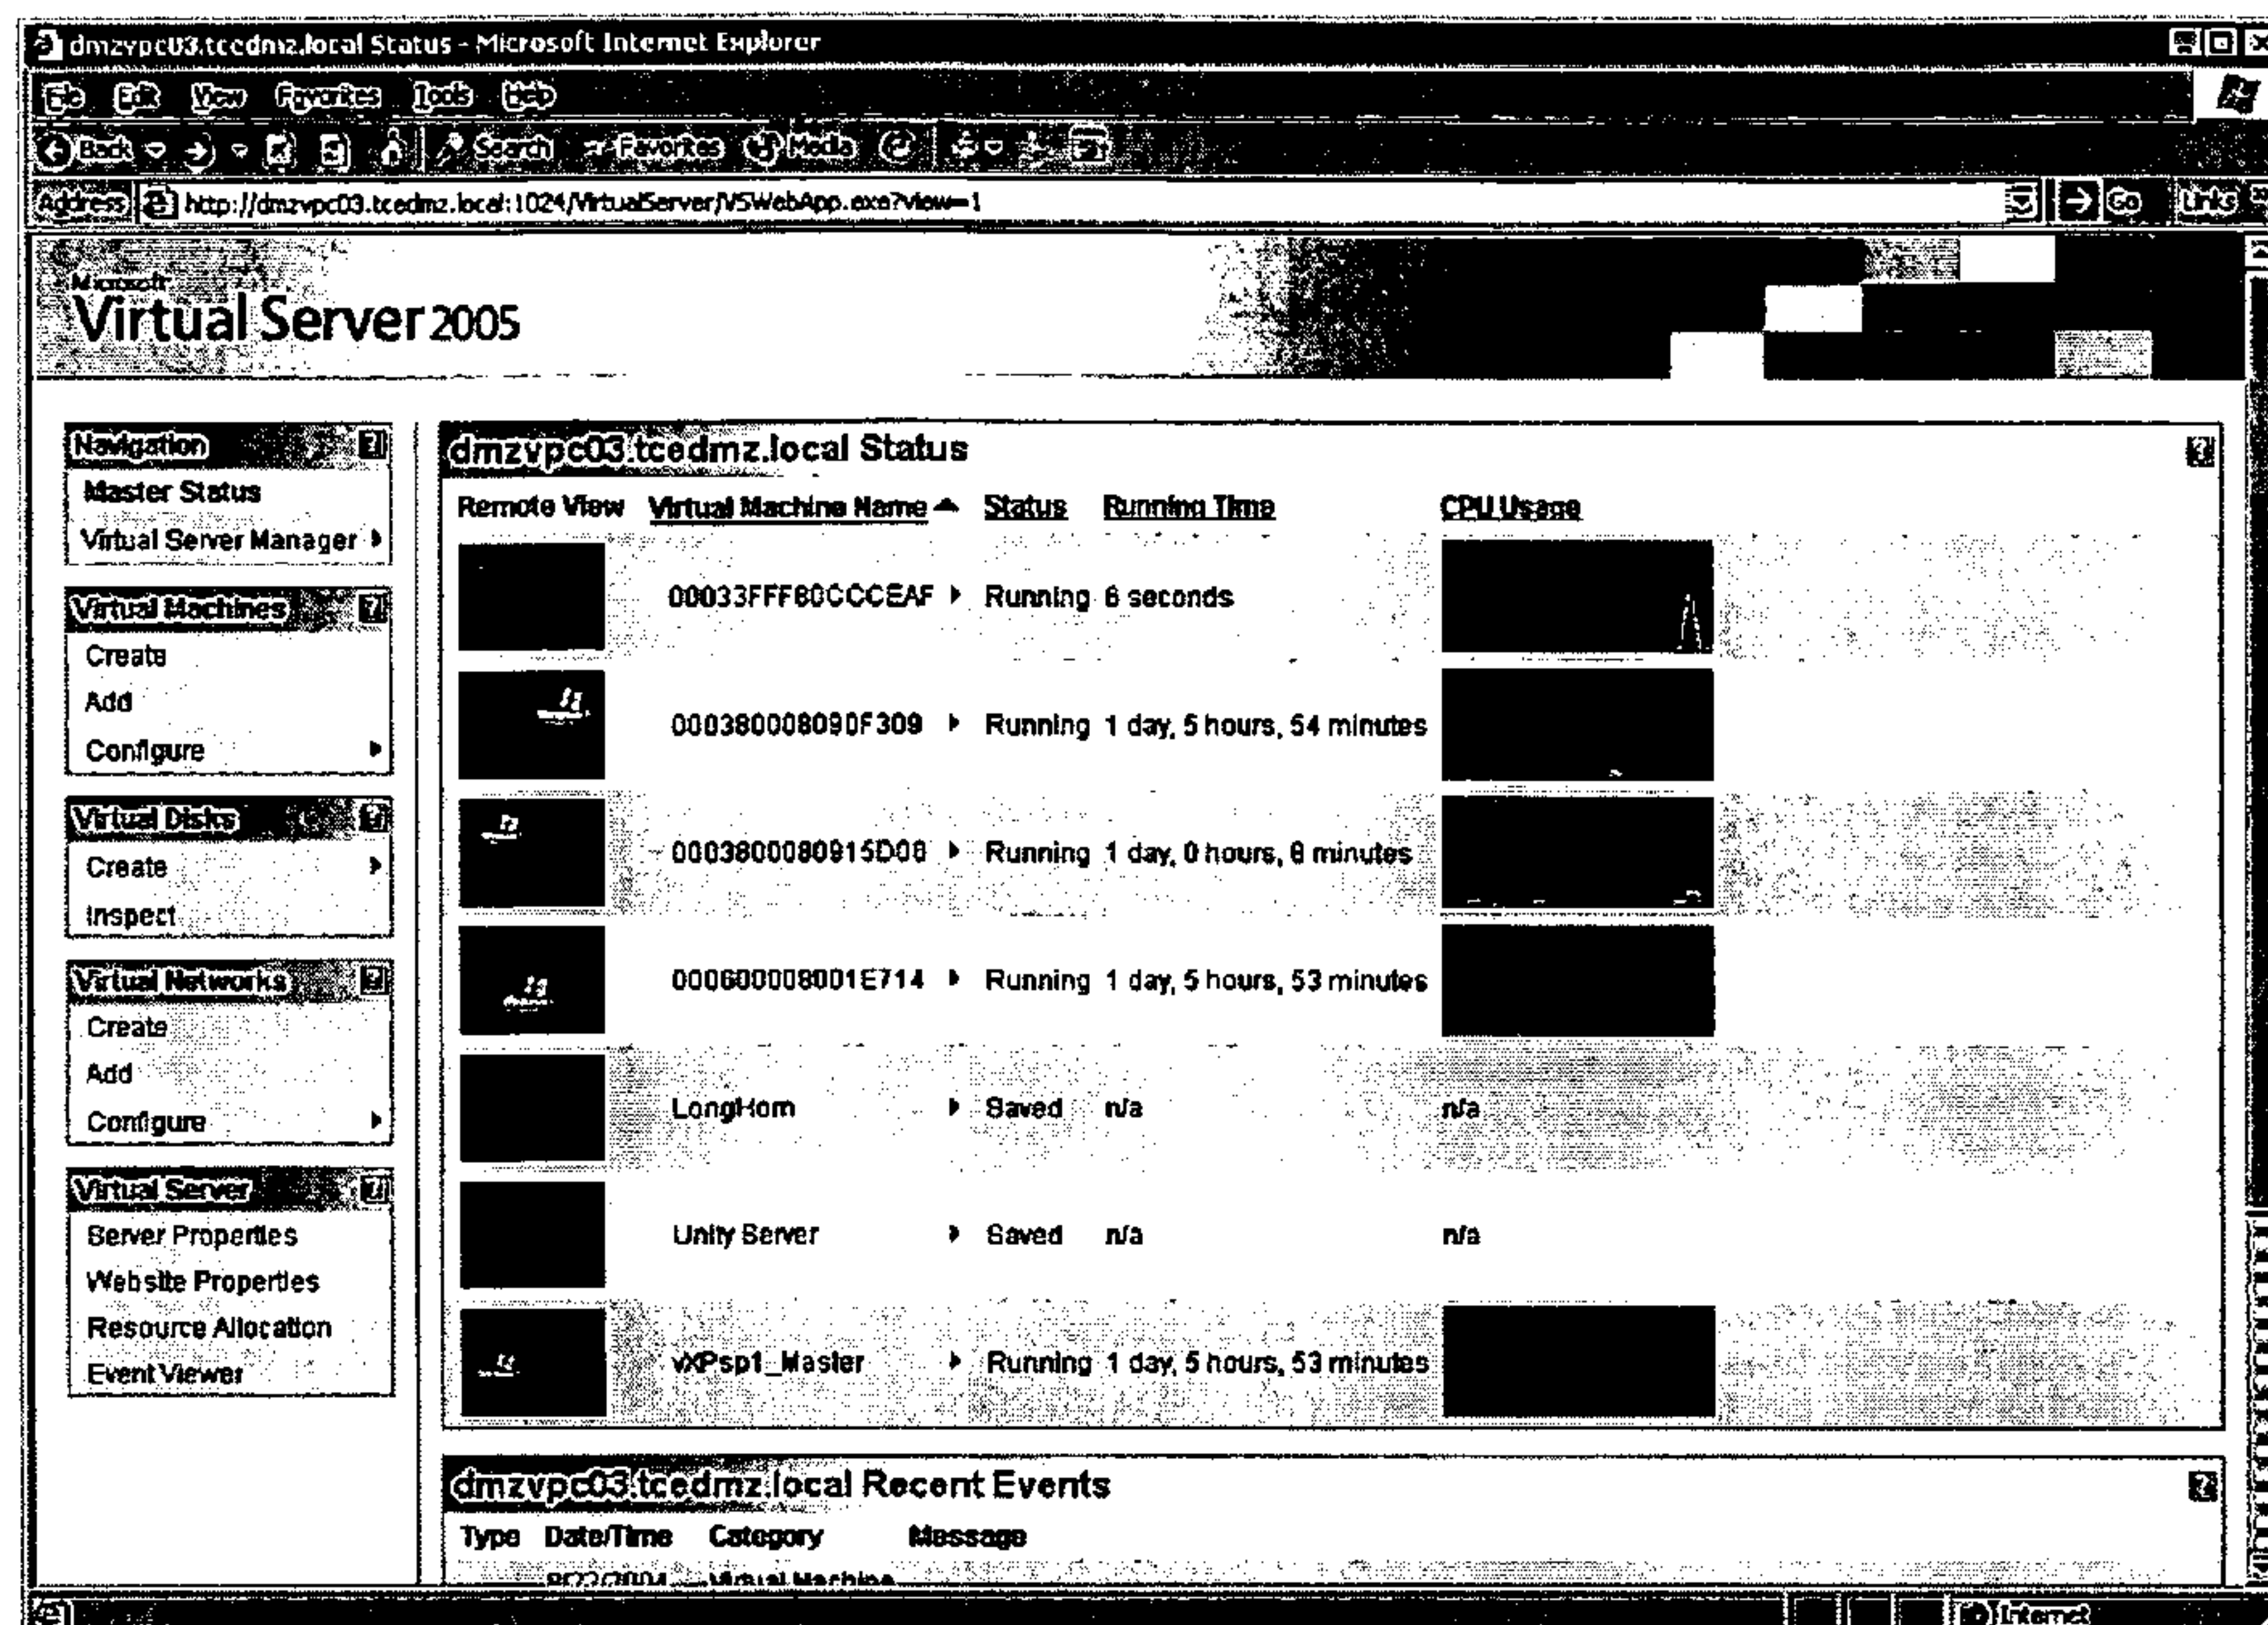 dmzvpc03.tcedmz.local Status - Microsoft Internet Explorer
File Edit View Favorites Tools Help
Back Search Favorites Media
Address http://dmzvpc03.tcedmz.local:1024/VirtualServer/VSWebApp.exe?view=1 Go Links
Microsoft
Virtual Server 2005
Navigation
Master Status
Virtual Server Manager
Virtual Machines
Create
Add
Configure
Virtual Disks
Create
Inspect
Virtual Networks
Create
Add
Configure
Virtual Server
Server Properties
Website Properties
Resource Allocation
Event Viewer
dmzvpc03.tcedmz.local Status
Remote View Virtual Machine Name Status Running Time CPU Usage
Running 6 seconds
000380008090F309 Running 1 day, 5 hours, 54 minutes
Running 1 day, 0 hours, minutes
000600008001E714 Running 1 day, 5 hours, 53 minutes
LongHorn Saved n/a n/a
Unity Server Saved n/a n/a
vXPsp1_Master Running 1 day, 5 hours, 53 minutes
dmzvpc03.tcedmz.local Recent Events
Type Date/Time Category Message
Virtual Machine
Internet